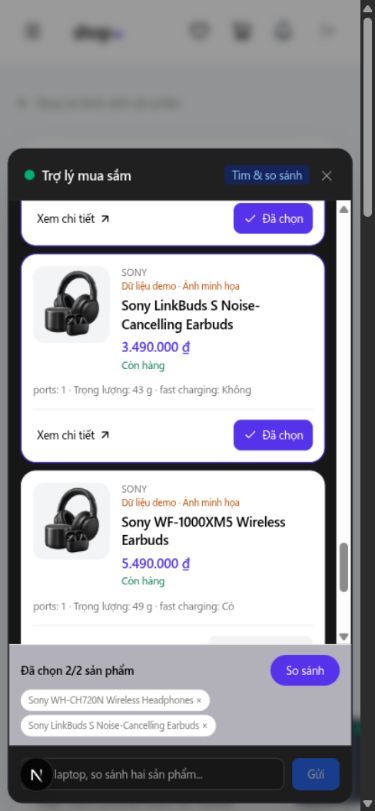 Trợ lý mua sắm
Tìm & so sánh
Xem chi tiết
Đã chọn
SONY
Dữ liệu demo · Ảnh minh họa
Sony LinkBuds S Noise-
Cancelling Earbuds
3.490.000 ₫
Còn hàng
ports: 1 · Trọng lượng: 43 g · fast charging: Không
Xem chi tiết
Đã chọn
SONY
Dữ liệu demo · Ảnh minh họa
Sony WF-1000XM5 Wireless
Earbuds
5.490.000 ₫
Còn hàng
ports: 1 · Trọng lượng: 49 g · fast charging: Có
Đã chọn 2/2 sản phẩm
So sánh
Sony WH-CH720N Wireless Headphones ×
Sony LinkBuds S Noise-Cancelling Earbuds ×
N
laptop, so sánh hai sản phẩm...
Gửi